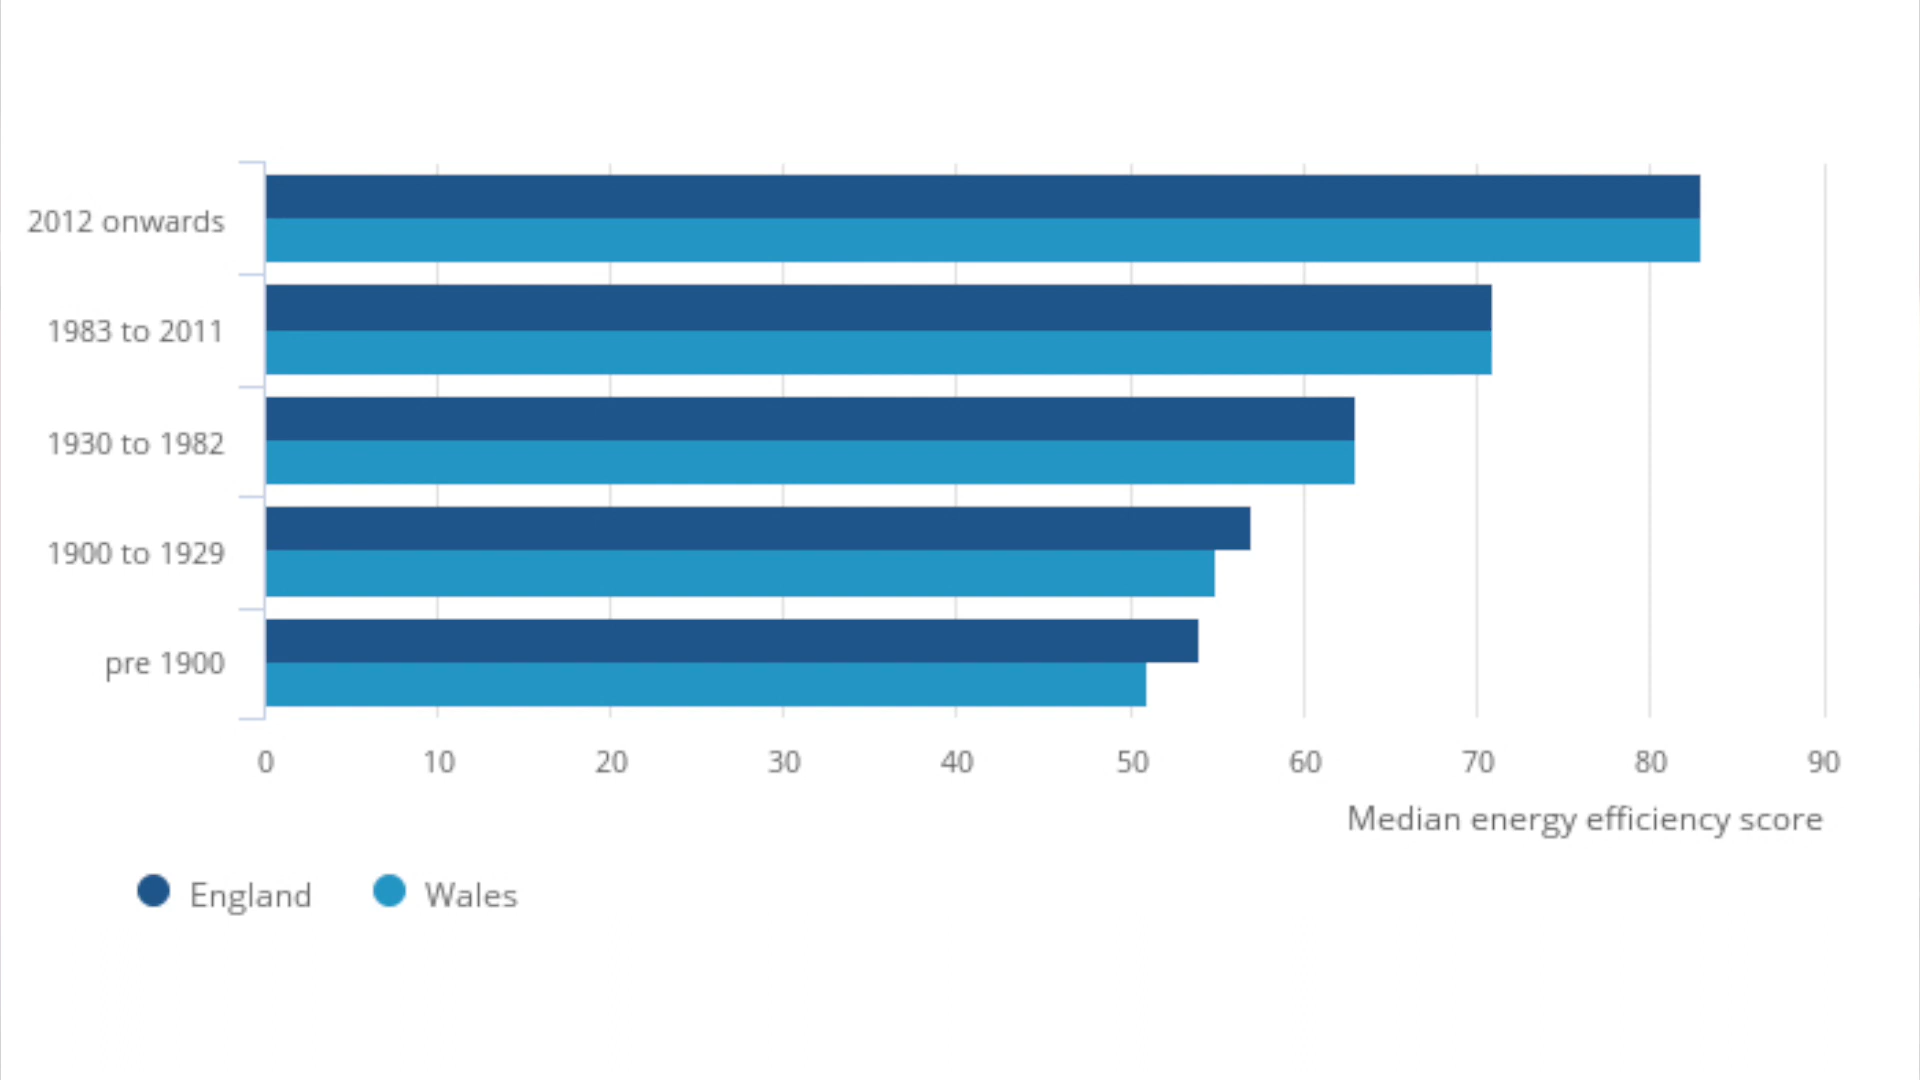 2012 onwards
1983 to 2011
1930 to 1982
1900 to 1929
pre 1900
0 10 20 30 40 50 60 70 80 90
Median energy efficiency score
England Wales